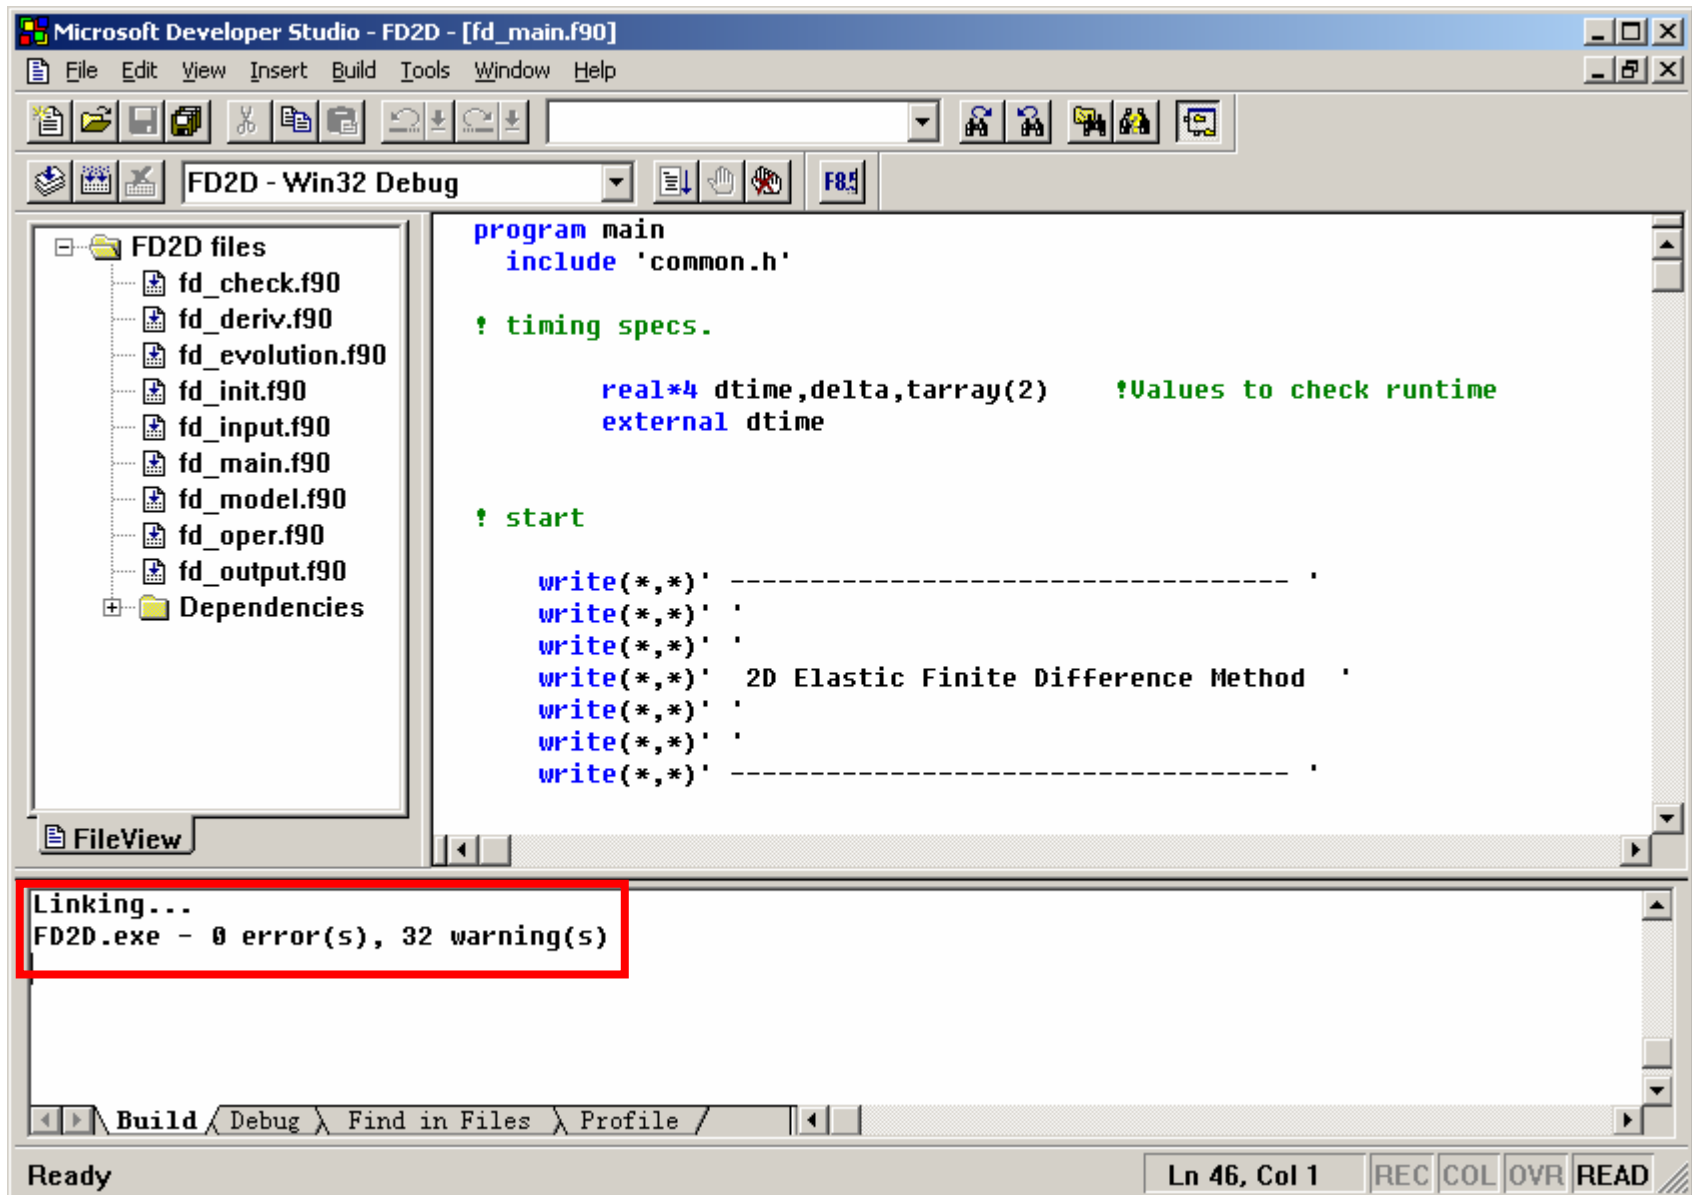 Microsoft Developer Studio - FD2D - [fd_main.f90]
File Edit View Insert Build Tools Window Help
FD2D - Win32 Debug
F8.5
FD2D files
fd_check.f90
fd_deriv.f90
fd_evolution.f90
fd_init.f90
fd_input.f90
fd_main.f90
fd_model.f90
fd_oper.f90
fd_output.f90
Dependencies
FileView
program main
include 'common.h'
! timing specs.
real*4 dtime,delta,tarray(2) !Values to check runtime
external dtime
! start
write(*,*)' ----------------------------------- '
write(*,*)' '
write(*,*)' '
write(*,*)' 2D Elastic Finite Difference Method '
write(*,*)' '
write(*,*)' '
write(*,*)' ----------------------------------- '
Linking...
FD2D.exe - 0 error(s), 32 warning(s)
Build Debug Find in Files Profile
Ready Ln 46, Col 1 REC COL OVR READ